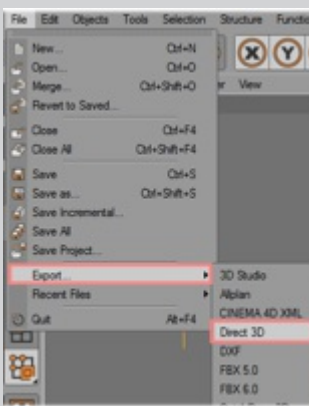 File Edit Objects Tools Selection Structure Functio
New... Ctrl+N
X Y
Open... Ctrl+O
Merge... Ctrl+Shift+O
er View
Revert to Saved...
Close Ctrl+F4
Close All Ctrl+Shift+F4
Save Ctrl+S
Save as... Ctrl+Shift+S
Save Incremental...
Save All
Save Project...
Export...
3D Studio
Recent Files
Allplan
CINEMA 4D XML
Quit Alt+F4
Direct 3D
DXF
FBX 5.0
FBX 6.0